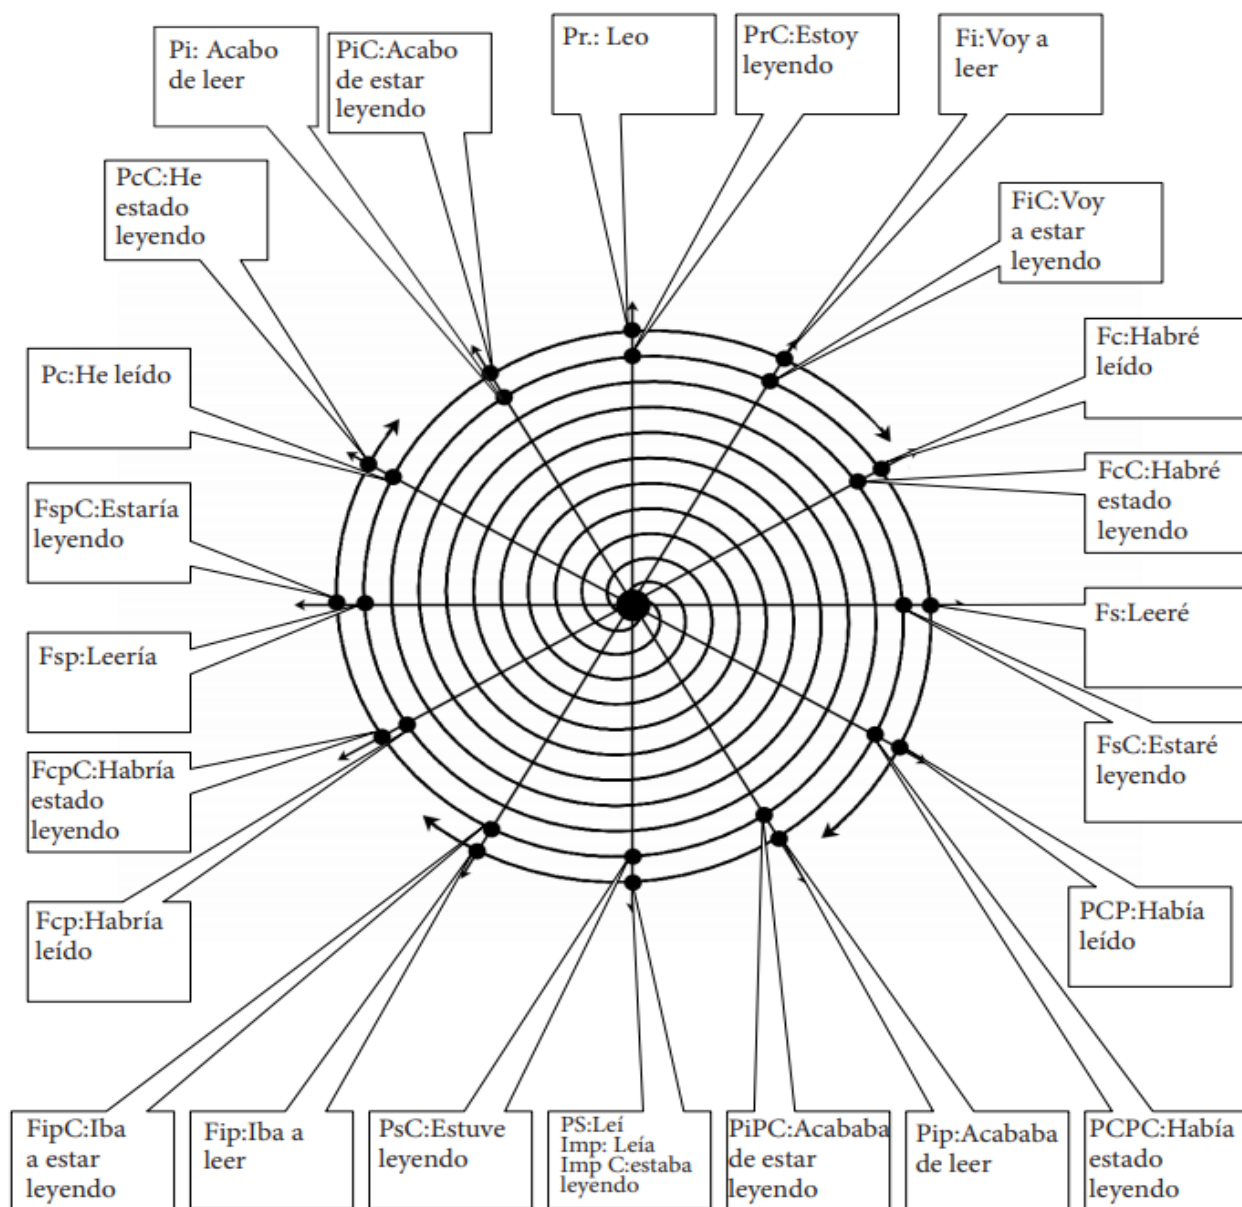 Pi: Acabo
de leer
PiC:Acabo
de estar
leyendo
Pr.: Leo
PrC:Estoy
leyendo
Fi:Voy a
leer
PcC:He
estado
leyendo
FiC:Voy
a estar
leyendo
Pc:He leído
Fc:Habré
leído
FspC:Estaría
leyendo
FcC:Habré
estado
leyendo
Fsp:Leería
Fs:Leeré
FcpC:Habría
estado
leyendo
FsC:Estaré
leyendo
Fcp:Habría
leído
PCP:Había
leído
FipC:Iba
a estar
leyendo
Fip:Iba a
leer
PsC:Estuve
leyendo
PS:Leí
Imp: Leía
Imp C:estaba
leyendo
PiPC:Acababa
de estar
leyendo
Pip:Acababa
de leer
PCPC:Había
estado
leyendo